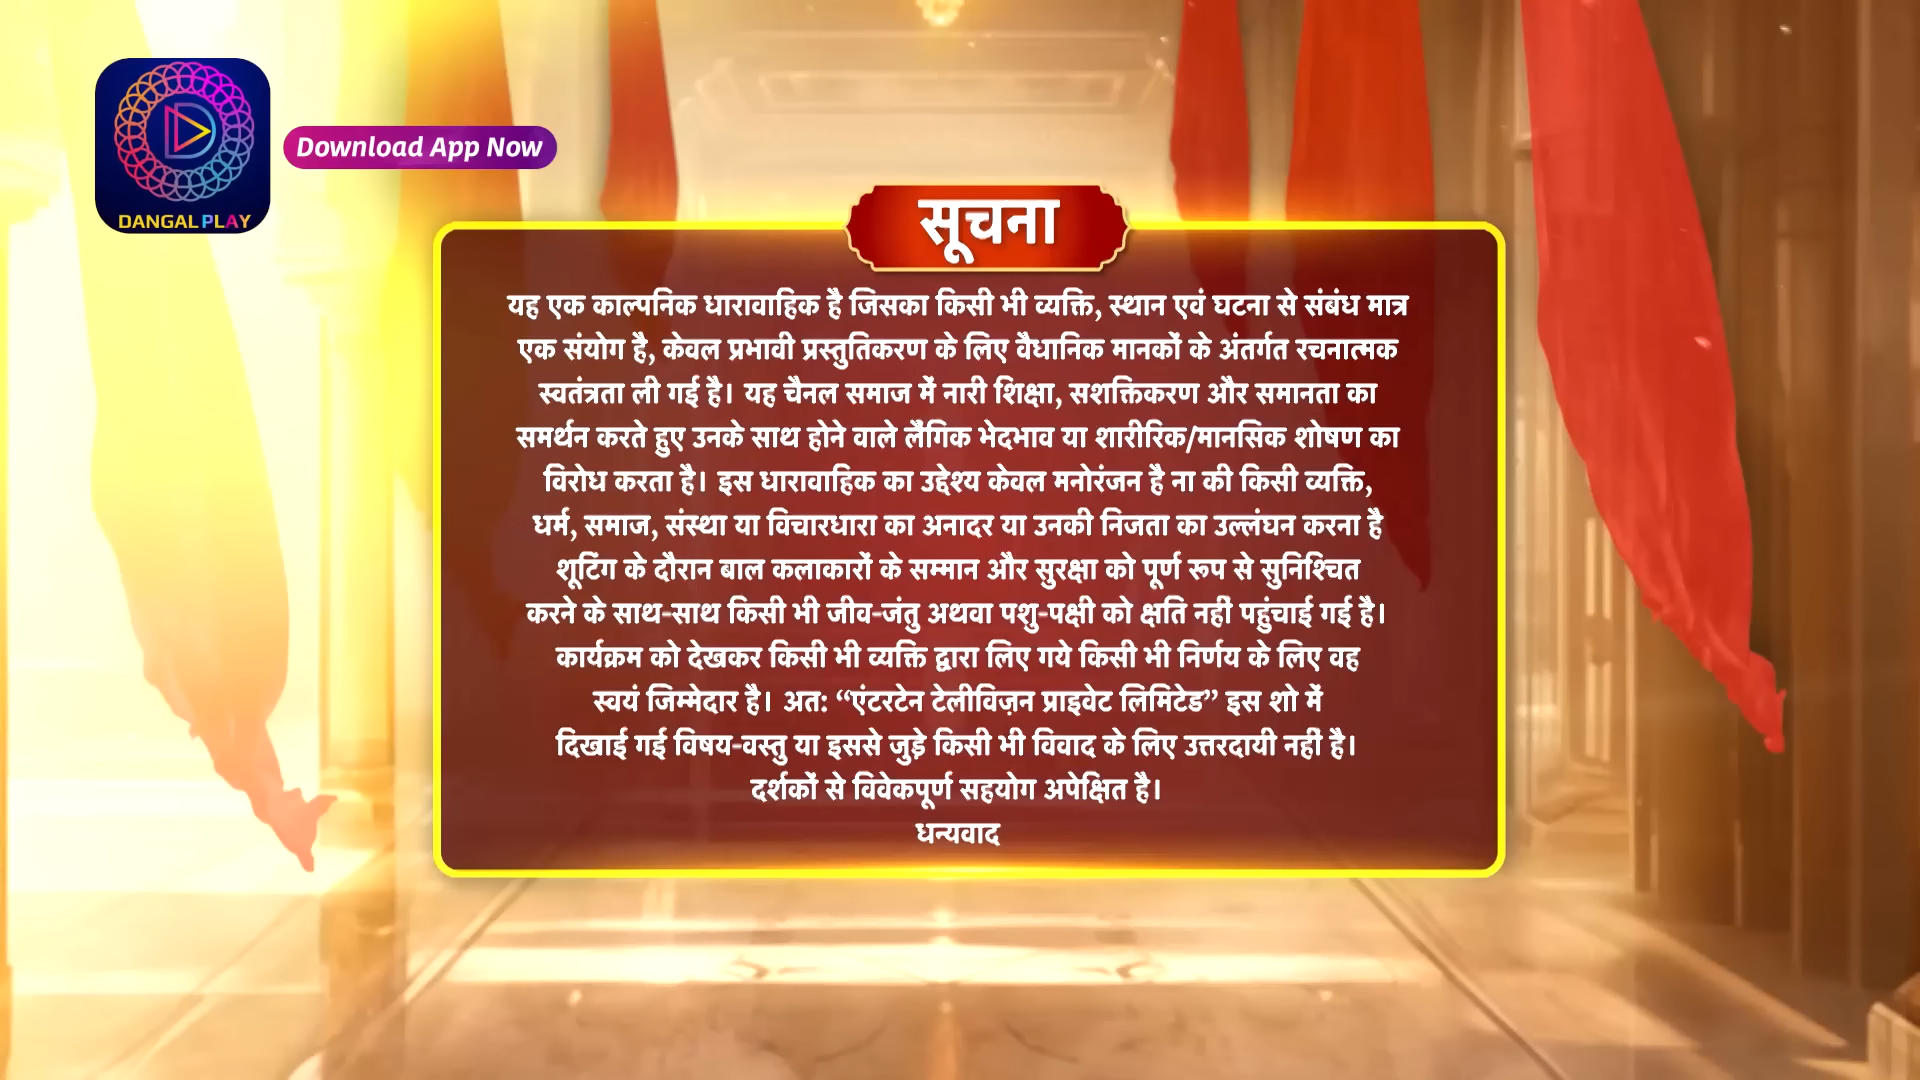 DANGAL PLAY
Download App Now
सूचना
यह एक काल्पनिक धारावाहिक है जिसका किसी भी व्यक्ति, स्थान एवं घटना से संबंध मात्र
एक संयोग है, केवल प्रभावी प्रस्तुतिकरण के लिए वैधानिक मानकों के अंतर्गत रचनात्मक
स्वतंत्रता ली गई है। यह चैनल समाज में नारी शिक्षा, सशक्तिकरण और समानता का
समर्थन करते हुए उनके साथ होने वाले लैंगिक भेदभाव या शारीरिक/मानसिक शोषण का
विरोध करता है। इस धारावाहिक का उद्देश्य केवल मनोरंजन है ना की किसी व्यक्ति,
धर्म, समाज, संस्था या विचारधारा का अनादर या उनकी निजता का उल्लंघन करना है
शूटिंग के दौरान बाल कलाकारों के सम्मान और सुरक्षा को पूर्ण रूप से सुनिश्चित
करने के साथ-साथ किसी भी जीव-जंतु अथवा पशु-पक्षी को क्षति नहीं पहुंचाई गई है।
कार्यक्रम को देखकर किसी भी व्यक्ति द्वारा लिए गये किसी भी निर्णय के लिए वह
स्वयं जिम्मेदार है। अत: “एंटरटेन टेलीविज़न प्राइवेट लिमिटेड” इस शो में
दिखाई गई विषय-वस्तु या इससे जुड़े किसी भी विवाद के लिए उत्तरदायी नहीं है।
दर्शकों से विवेकपूर्ण सहयोग अपेक्षित है।
धन्यवाद